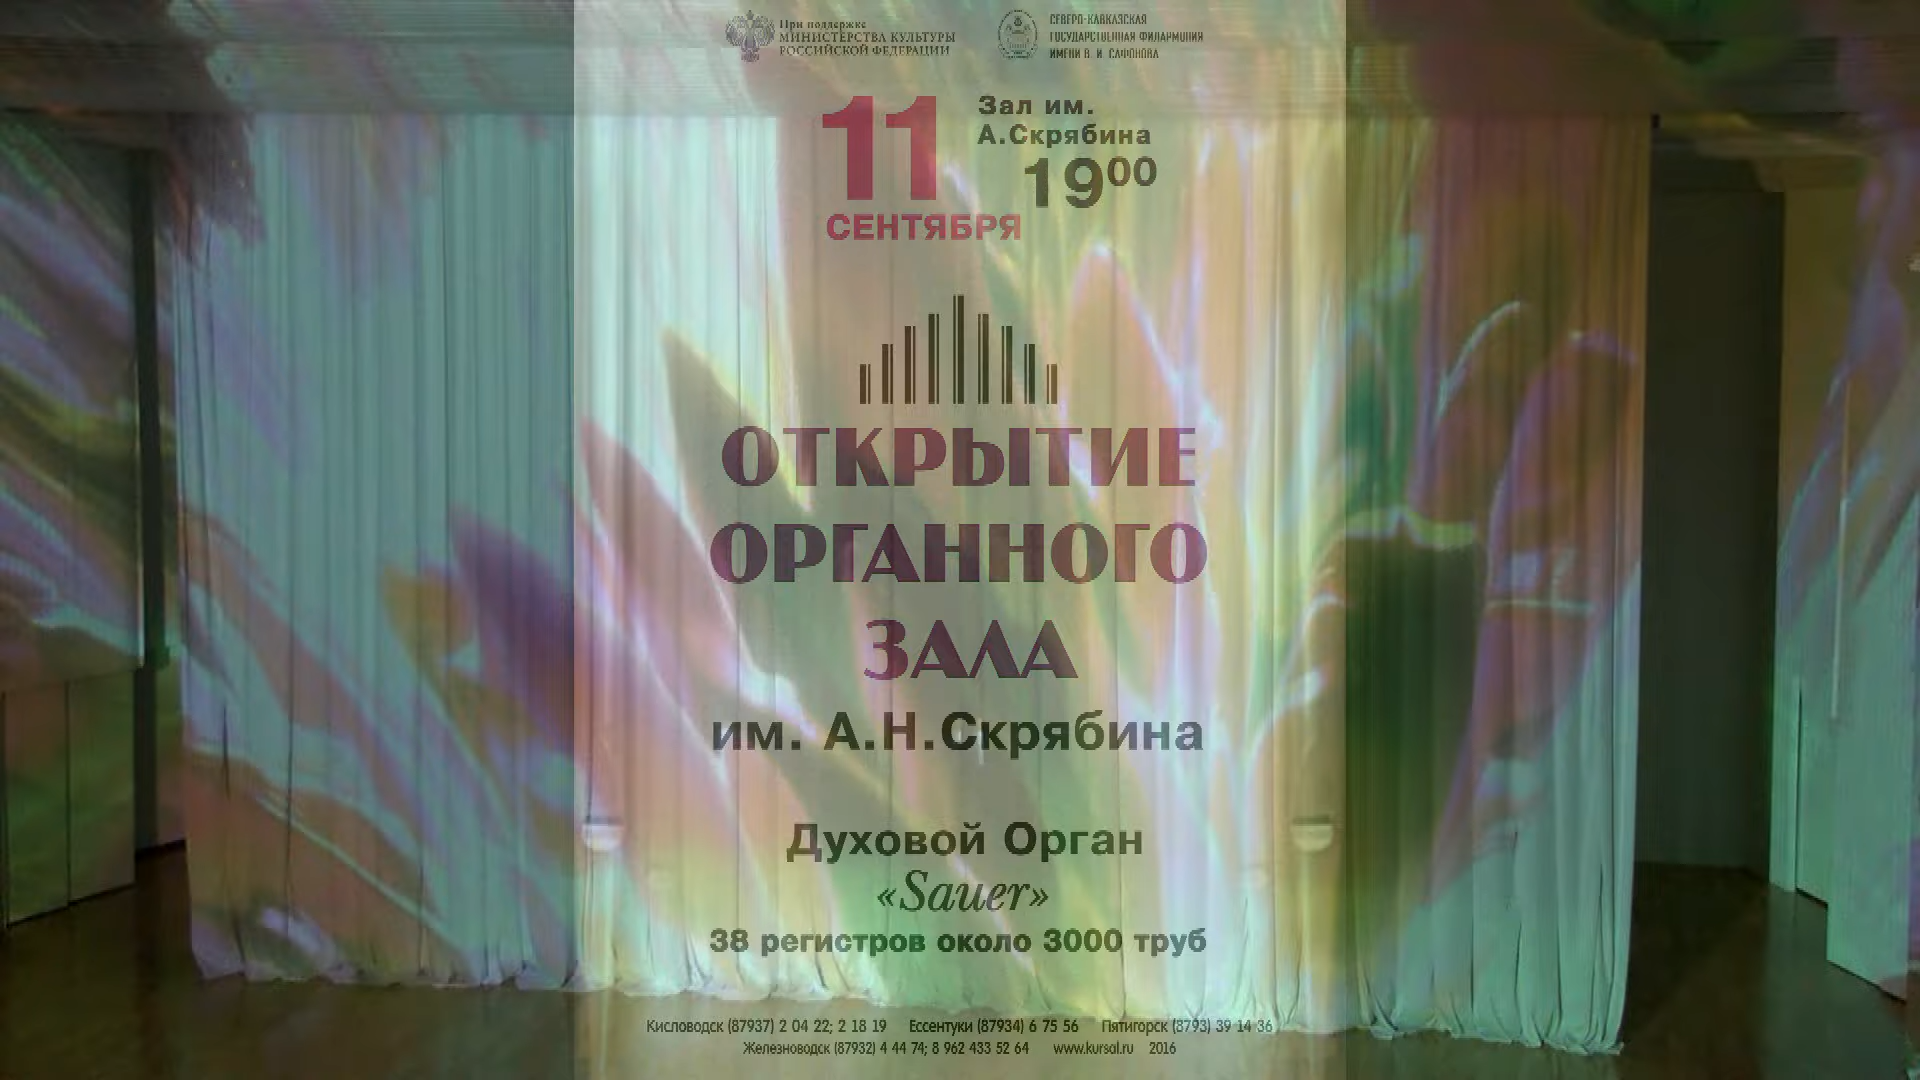 При поддержке
МИНИСТЕРСТВА КУЛЬТУРЫ
РОССИЙСКОЙ ФЕДЕРАЦИИ
СЕВЕРО-КАВКАЗСКАЯ
ГОСУДАРСТВЕННАЯ ФИЛАРМОНИЯ
ИМЕНИ В. И. САФОНОВА
11
СЕНТЯБРЯ
Зал им.
А.Скрябина
19 00
ОТКРЫТИЕ
ОРГАННОГО
ЗАЛА
им. А.Н.Скрябина
Духовой Орган
«Sauer»
38 регистров около 3000 труб
Кисловодск (87937) 2 04 22; 2 18 19 Ессентуки (87934) 6 75 56 Пятигорск (8793) 39 14 36
Железноводск (87932) 4 44 74; 8 962 433 52 64 www.kursal.ru 2016